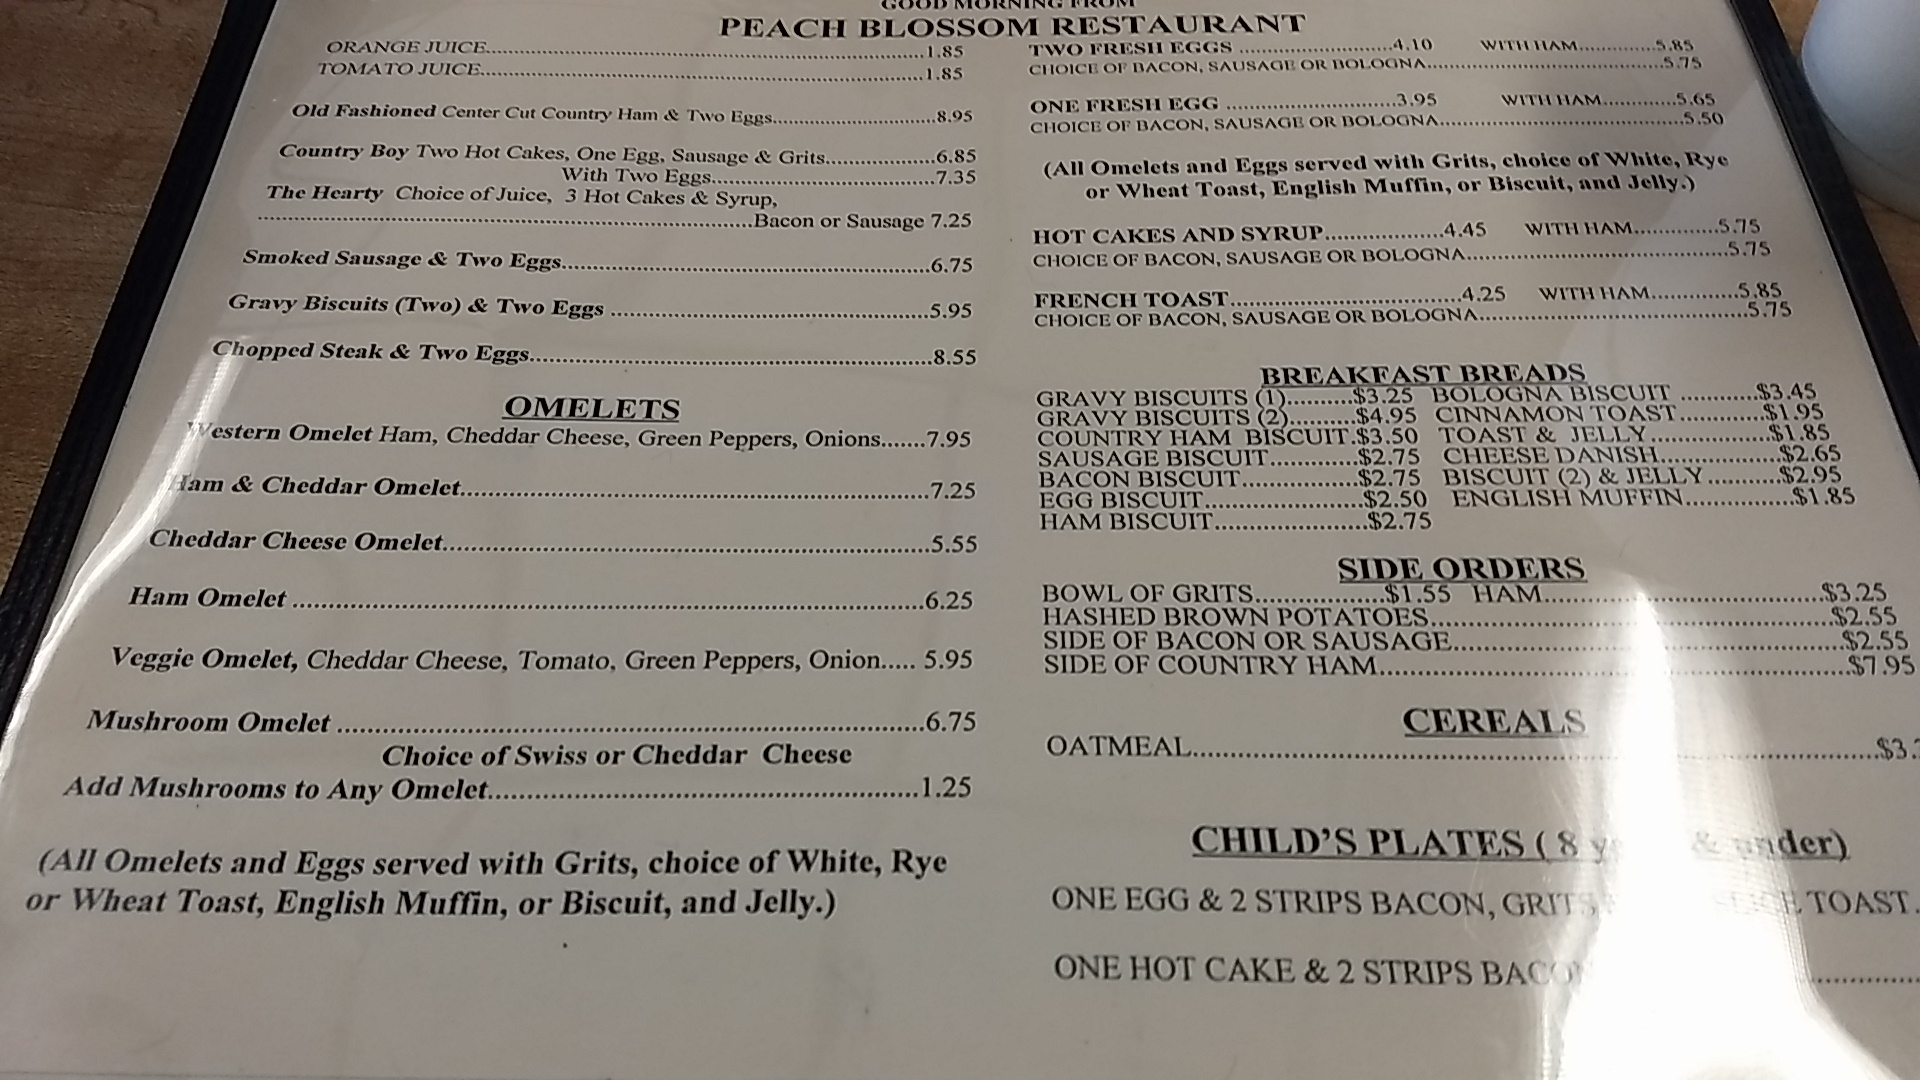 GOOD MORNING FROM
PEACH BLOSSOM RESTAURANT
ORANGE JUICE..........1.85
TOMATO JUICE..........1.85
Old Fashioned Center Cut Country Ham & Two Eggs..........8.95
Country Boy Two Hot Cakes, One Egg, Sausage & Grits..........6.85
With Two Eggs..........7.35
The Hearty Choice of Juice, 3 Hot Cakes & Syrup,
..........Bacon or Sausage 7.25
Smoked Sausage & Two Eggs..........6.75
Gravy Biscuits (Two) & Two Eggs ..........5.95
Chopped Steak & Two Eggs..........8.55
OMELETS
Western Omelet Ham, Cheddar Cheese, Green Peppers, Onions.......7.95
Ham & Cheddar Omelet..........7.25
Cheddar Cheese Omelet..........5.55
Ham Omelet ..........6.25
Veggie Omelet, Cheddar Cheese, Tomato, Green Peppers, Onion..... 5.95
Mushroom Omelet ..........6.75
Choice of Swiss or Cheddar Cheese
Add Mushrooms to Any Omelet..........1.25
(All Omelets and Eggs served with Grits, choice of White, Rye
or Wheat Toast, English Muffin, or Biscuit, and Jelly.)
TWO FRESH EGGS ..........4.10 WITH HAM..........5.85
CHOICE OF BACON, SAUSAGE OR BOLOGNA..........5.75
ONE FRESH EGG ..........3.95 WITH HAM..........5.65
CHOICE OF BACON, SAUSAGE OR BOLOGNA..........5.50
(All Omelets and Eggs served with Grits, choice of White, Rye
or Wheat Toast, English Muffin, or Biscuit, and Jelly.)
HOT CAKES AND SYRUP..........4.45 WITH HAM..........5.75
CHOICE OF BACON, SAUSAGE OR BOLOGNA..........5.75
FRENCH TOAST..........4.25 WITH HAM..........5.85
CHOICE OF BACON, SAUSAGE OR BOLOGNA..........5.75
BREAKFAST BREADS
GRAVY BISCUITS (1)..........$3.25 BOLOGNA BISCUIT ..........$3.45
GRAVY BISCUITS (2)..........$4.95 CINNAMON TOAST..........$1.95
COUNTRY HAM BISCUIT.$3.50 TOAST & JELLY..........$1.85
SAUSAGE BISCUIT..........$2.75 CHEESE DANISH..........$2.65
BACON BISCUIT..........$2.75 BISCUIT (2) & JELLY..........$2.95
EGG BISCUIT..........$2.50 ENGLISH MUFFIN..........$1.85
HAM BISCUIT..........$2.75
SIDE ORDERS
BOWL OF GRITS..........$1.55 HAM..........$3.25
HASHED BROWN POTATOES..........$2.55
SIDE OF BACON OR SAUSAGE..........$2.55
SIDE OF COUNTRY HAM..........$7.95
CEREALS
OATMEAL..........$3.
CHILD'S PLATES ( 8 & under)
ONE EGG & 2 STRIPS BACON, GRITS, TOAST.
ONE HOT CAKE & 2 STRIPS BACON ..........